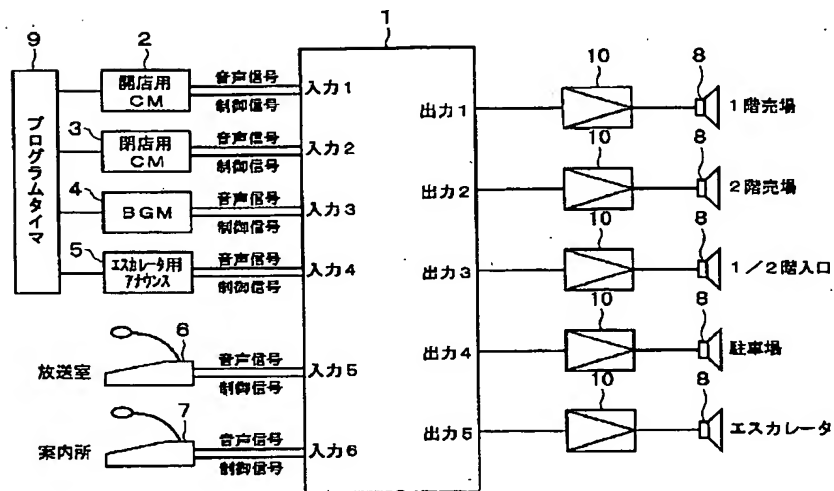 1
9
2
開店用
CM
音声信号
制御信号
入力1
3
閉店用
CM
音声信号
制御信号
入力2
4
BGM
音声信号
制御信号
入力3
5
エスカレータ用
アナウンス
音声信号
制御信号
入力4
プログラムタイマ
放送室
6
音声信号
制御信号
入力5
案内所
7
音声信号
制御信号
入力6
出力1
10
8
1階売場
出力2
10
8
2階売場
出力3
10
8
1/2階入口
出力4
10
8
駐車場
出力5
10
8
エスカレータ